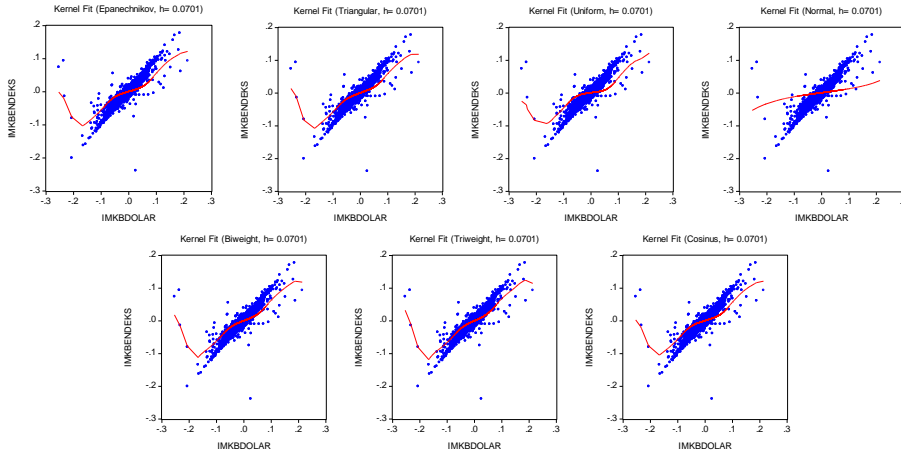 Kernel Fit (Epanechnikov, h= 0.0701)
Kernel Fit (Triangular, h= 0.0701)
Kernel Fit (Uniform, h= 0.0701)
Kernel Fit (Normal, h= 0.0701)
.2 .2 .2 .2
.1 .1 .1 .1
.0 .0 .0 .0
-.1 -.1 -.1 -.1
-.2 -.2 -.2 -.2
-.3 -.3 -.3 -.3
IMKBENDEKS IMKBENDEKS IMKBENDEKS IMKBENDEKS
-.3 -.2 -.1 .0 .1 .2 .3
-.3 -.2 -.1 .0 .1 .2 .3
-.3 -.2 -.1 .0 .1 .2 .3
-.3 -.2 -.1 .0 .1 .2 .3
IMKBDOLAR IMKBDOLAR IMKBDOLAR IMKBDOLAR
Kernel Fit (Biweight, h= 0.0701)
Kernel Fit (Triweight, h= 0.0701)
Kernel Fit (Cosinus, h= 0.0701)
.2 .2 .2
.1 .1 .1
.0 .0 .0
-.1 -.1 -.1
-.2 -.2 -.2
-.3 -.3 -.3
IMKBENDEKS IMKBENDEKS IMKBENDEKS
-.3 -.2 -.1 .0 .1 .2 .3
-.3 -.2 -.1 .0 .1 .2 .3
-.3 -.2 -.1 .0 .1 .2 .3
IMKBDOLAR IMKBDOLAR IMKBDOLAR